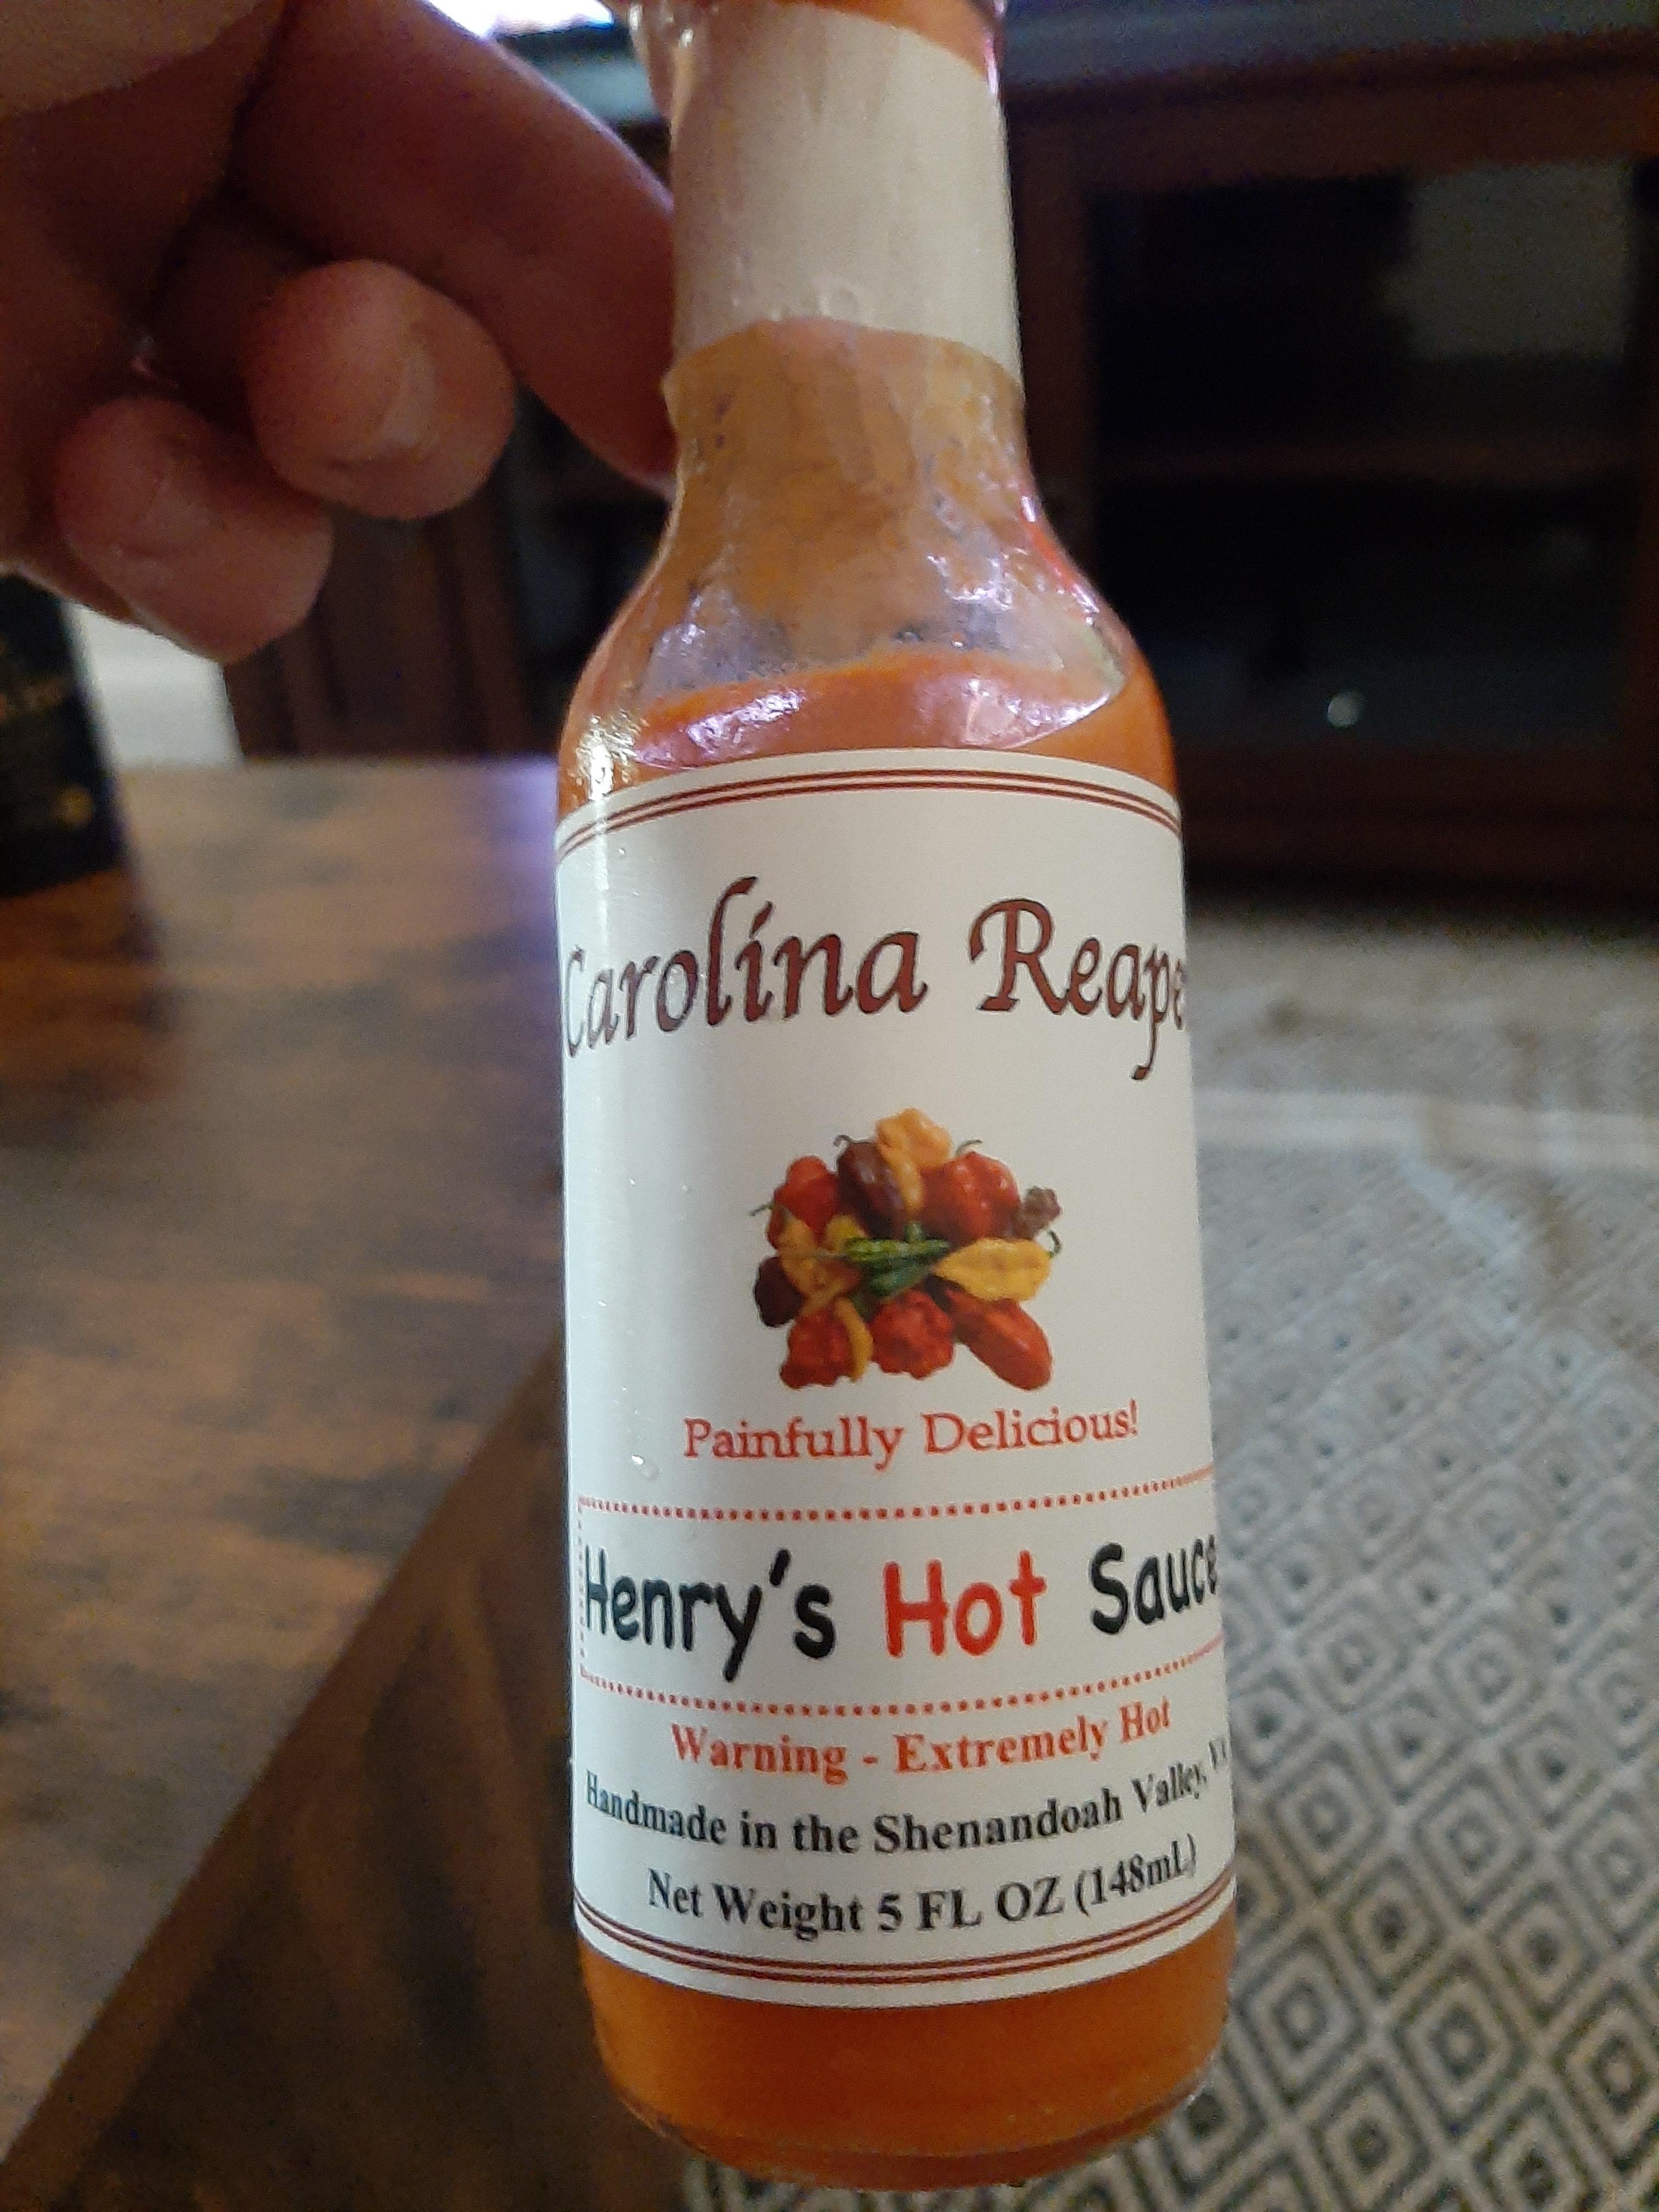 Carolina Reape
Painfully Delicious!
Henry's Hot Sauce
Warning - Extremely Hot
Handmade in the Shenandoah Valley,
Net Weight 5 FL OZ (148mL)